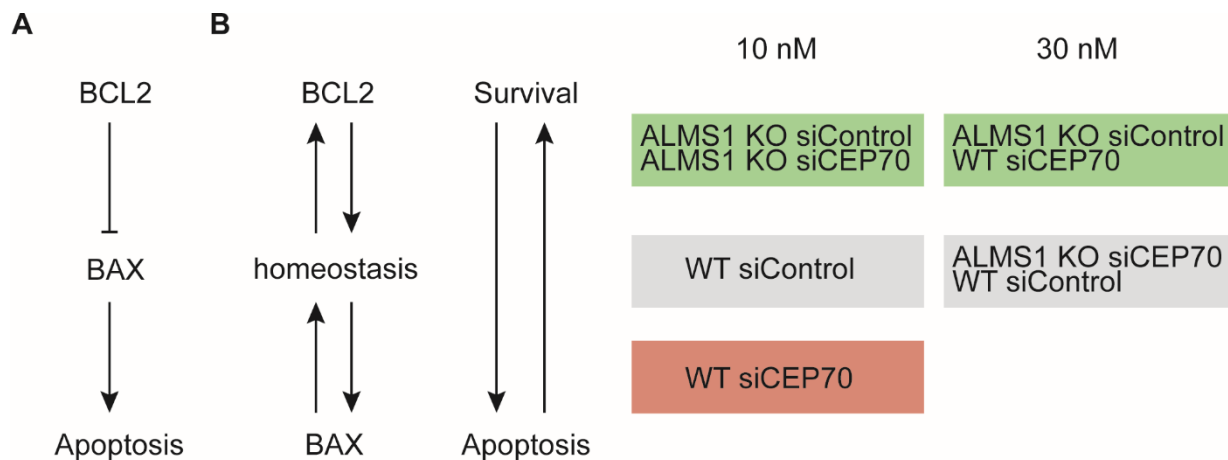 A
BCL2
BAX
Apoptosis
B
BCL2
homeostasis
BAX
Survival
Apoptosis
10 nM
ALMS1 KO siControl
ALMS1 KO siCEP70
WT siControl
WT siCEP70
30 nM
ALMS1 KO siControl
WT siCEP70
ALMS1 KO siCEP70
WT siControl